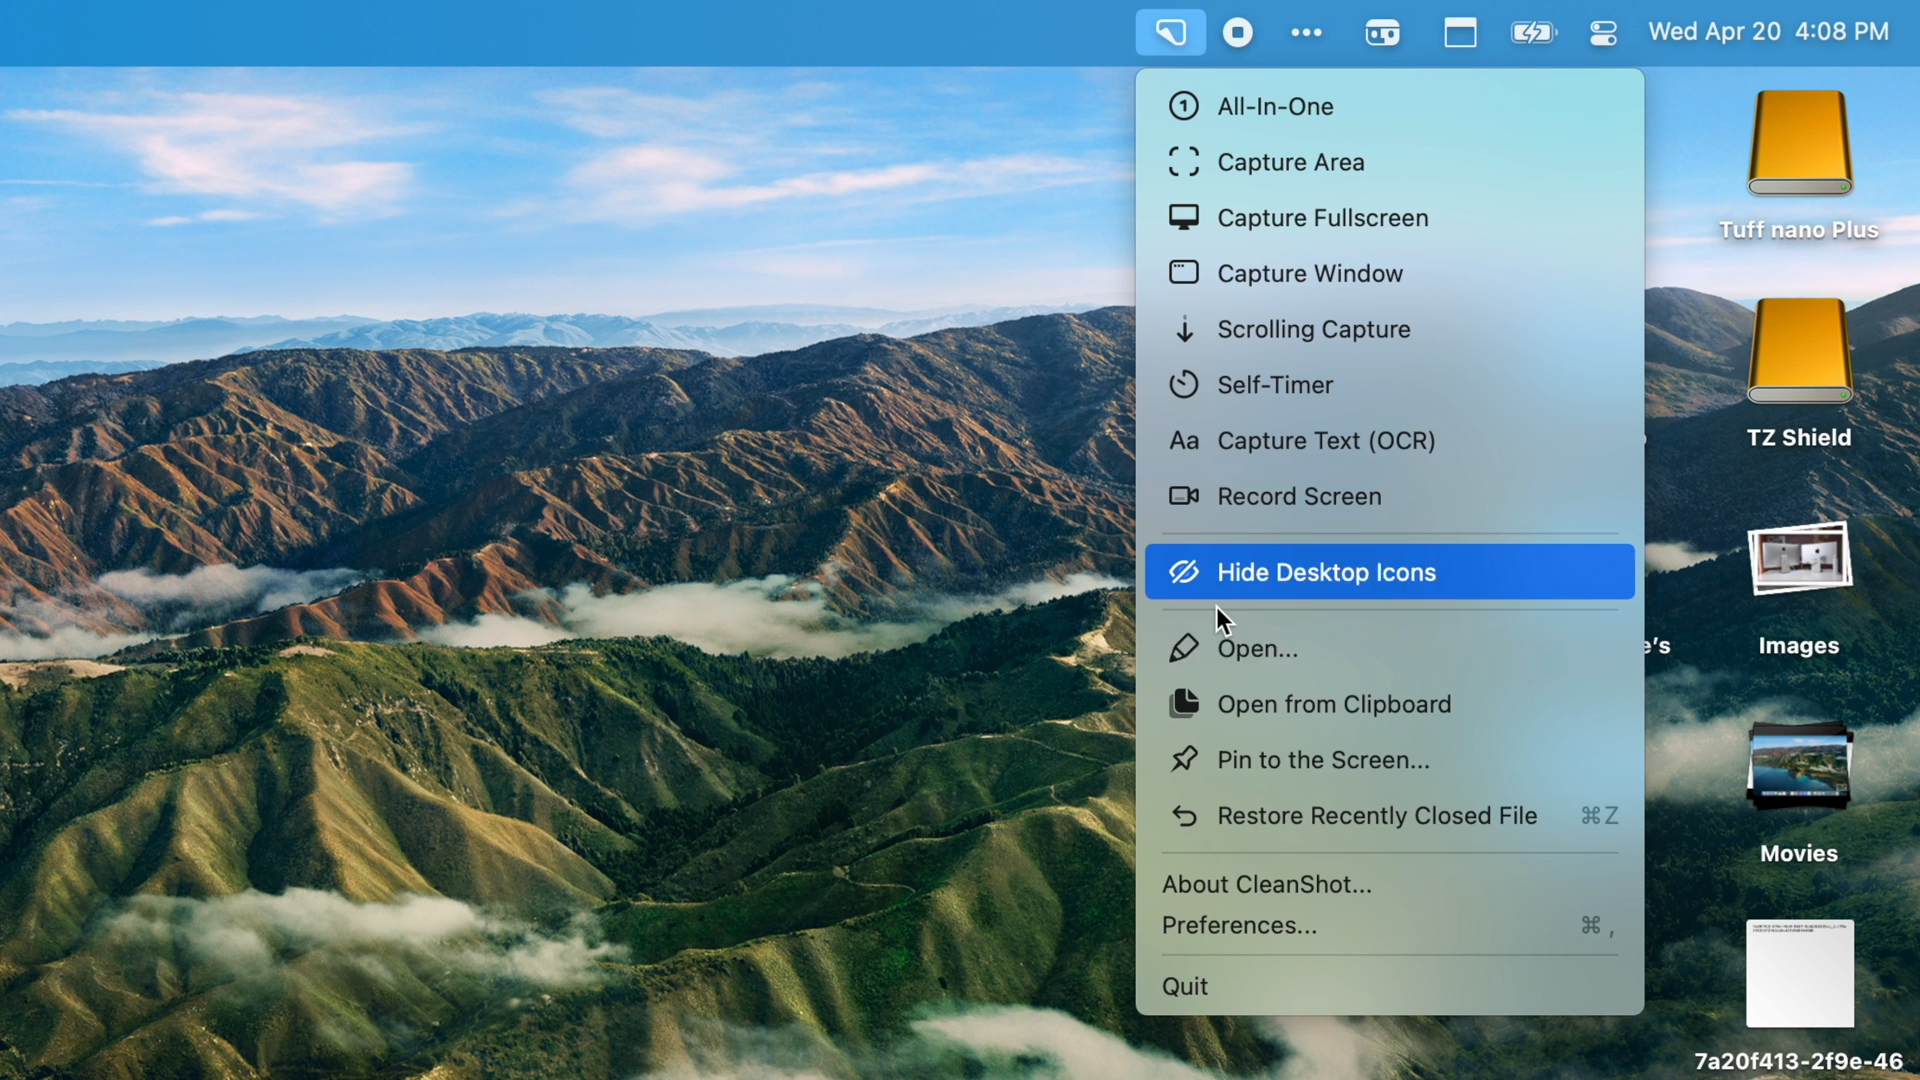 Wed Apr 20 4:08 PM
All-In-One
Capture Area
Capture Fullscreen
Capture Window
Scrolling Capture
Self-Timer
Aa Capture Text (OCR)
Record Screen
Hide Desktop Icons
Open...
Open from Clipboard
Pin to the Screen...
Restore Recently Closed File ⌘Z
About CleanShot...
Preferences... ⌘ ,
Quit
Tuff nano Plus
TZ Shield
e's
Images
Movies
7a20f413-2f9e-46